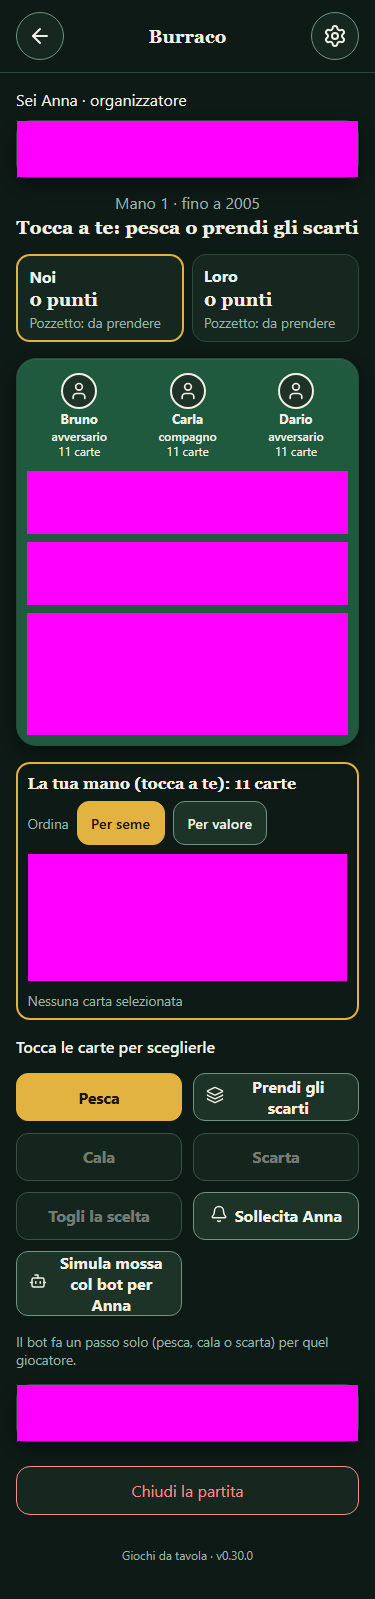 Burraco
Sei Anna · organizzatore
Mano 1 · fino a 2005
Tocca a te: pesca o prendi gli scarti
Noi
0 punti
Pozzetto: da prendere
Loro
0 punti
Pozzetto: da prendere
Bruno
avversario
11 carte
Carla
compagno
11 carte
Dario
avversario
11 carte
La tua mano (tocca a te): 11 carte
Ordina
Per seme
Per valore
Nessuna carta selezionata
Tocca le carte per sceglierle
Pesca
Prendi gli
scarti
Cala
Scarta
Togli la scelta
Sollecita Anna
Simula mossa
col bot per
Anna
Il bot fa un passo solo (pesca, cala o scarta) per quel
giocatore.
Chiudi la partita
Giochi da tavola · v0.30.0